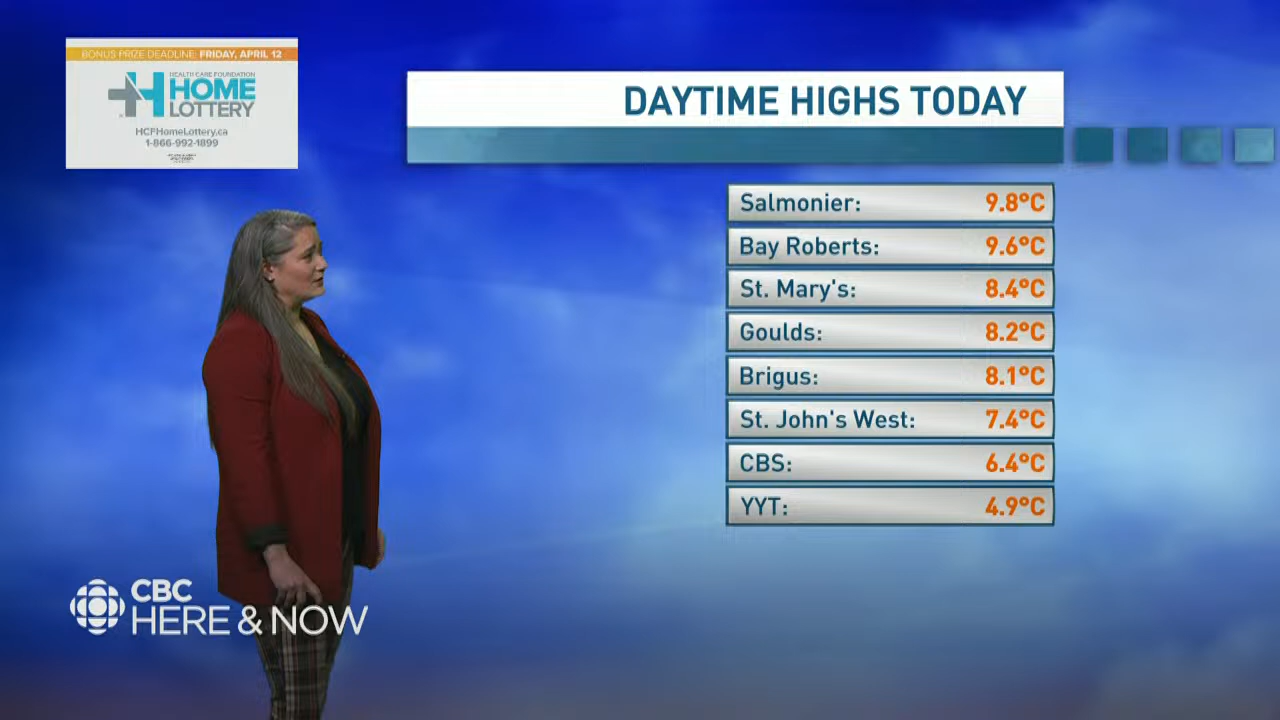 BONUS PRIZE DEADLINE: FRIDAY, APRIL 12
HEALTH CARE FOUNDATION
HOME
LOTTERY
HCFHomeLottery.ca
1-866-992-1899
DAYTIME HIGHS TODAY
Salmonier: 9.8°C
Bay Roberts: 9.6°C
St. Mary's: 8.4°C
Goulds: 8.2°C
Brigus: 8.1°C
St. John's West: 7.4°C
CBS: 6.4°C
YYT: 4.9°C
CBC
HERE & NOW